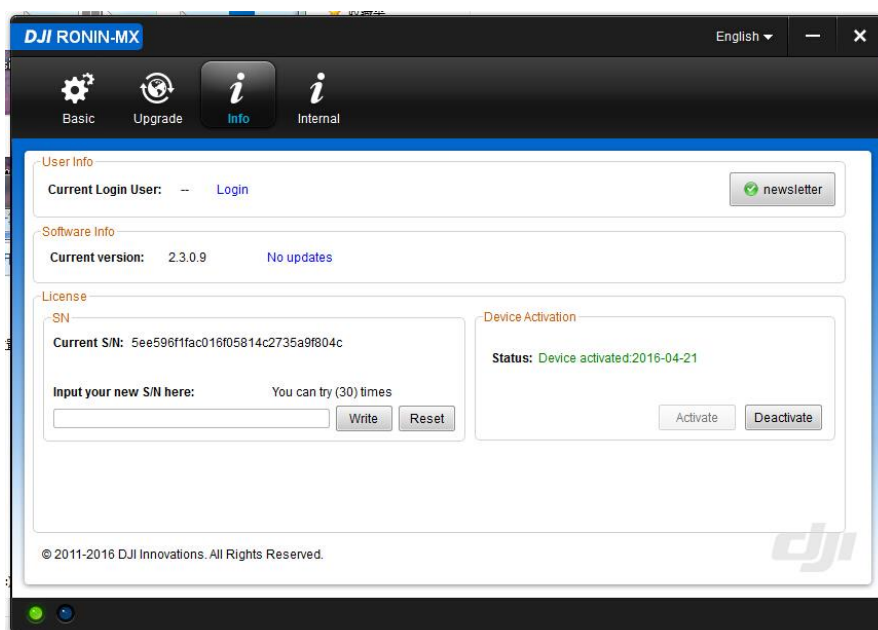 DJI RONIN-MX
English
Basic
Upgrade
Info
Internal
User Info
Current Login User: -- Login
newsletter
Software Info
Current version: 2.3.0.9 No updates
License
SN
Current S/N: 5ee596f1fac016f05814c2735a9f804c
Input your new S/N here: You can try (30) times
Write
Reset
Device Activation
Status: Device activated:2016-04-21
Activate
Deactivate
© 2011-2016 DJI Innovations. All Rights Reserved.
dji